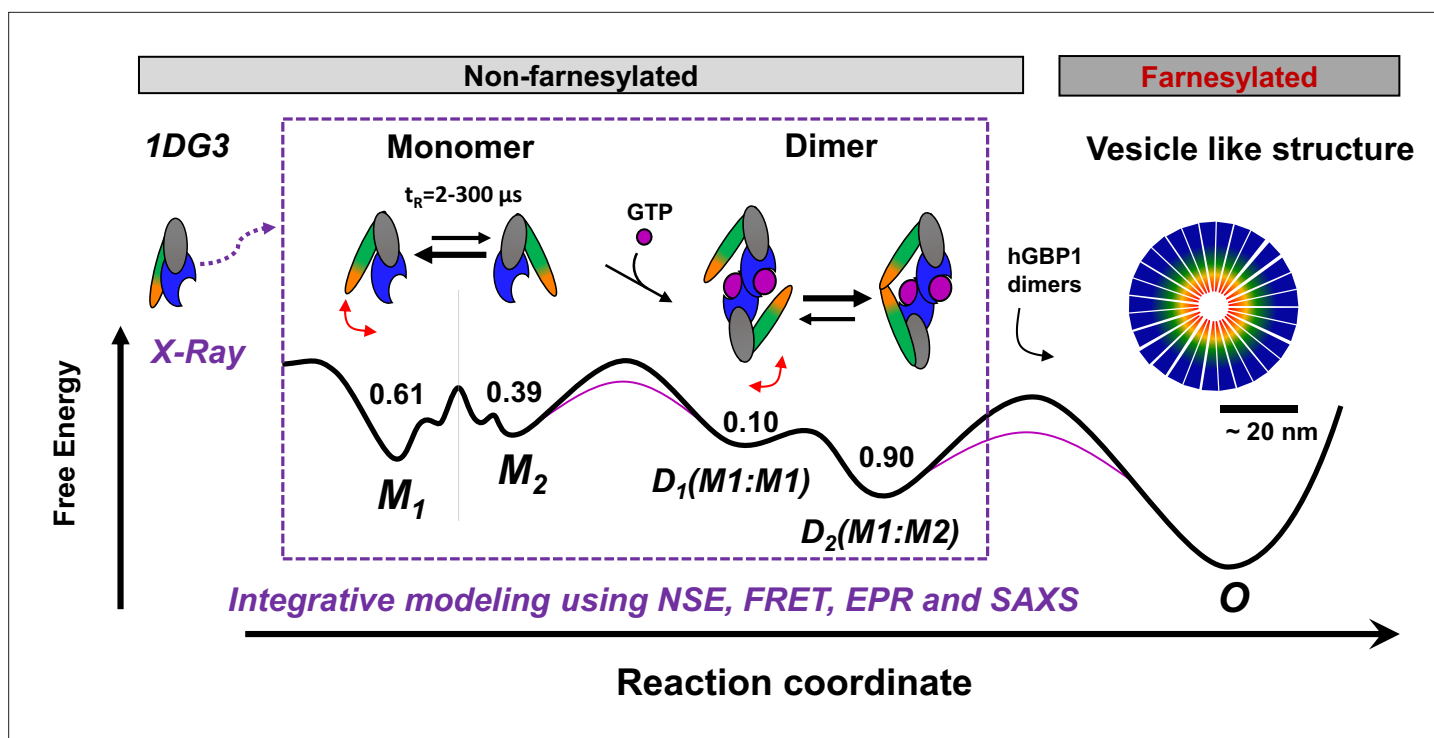 Non-farnesylated
Farnesylated
1DG3
Monomer
Dimer
Vesicle like structure
tR=2-300 µs
GTP
hGBP1
dimers
X-Ray
Free Energy
0.61
0.39
0.10
0.90
~ 20 nm
M1
M2
D1(M1:M1)
D2(M1:M2)
O
Integrative modeling using NSE, FRET, EPR and SAXS
Reaction coordinate